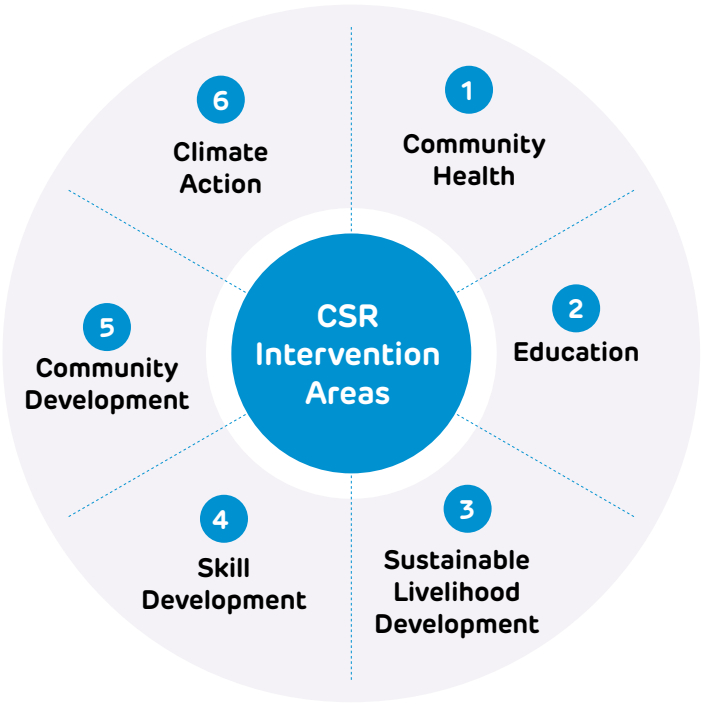 CSR
Intervention
Areas
1
Community
Health
2
Education
3
Sustainable
Livelihood
Development
4
Skill
Development
5
Community
Development
6
Climate
Action